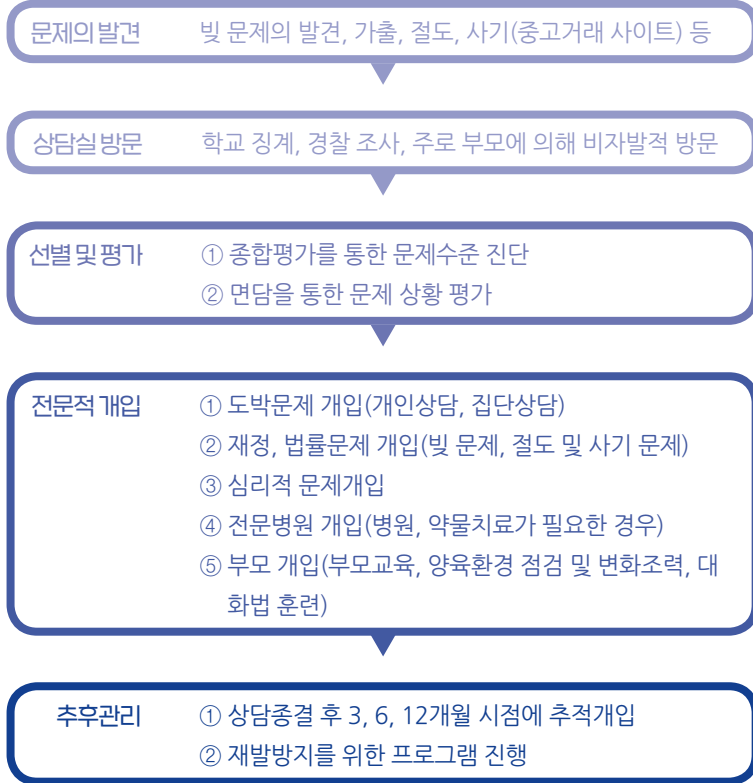 문제의 발견 빚 문제의 발견, 가출, 절도, 사기(중고거래 사이트) 등
상담실 방문 학교 징계, 경찰 조사, 주로 부모에 의해 비자발적 방문
선별 및 평가 ① 종합평가를 통한 문제수준 진단
② 면담을 통한 문제 상황 평가
전문적 개입 ① 도박문제 개입(개인상담, 집단상담)
② 재정, 법률문제 개입(빚 문제, 절도 및 사기 문제)
③ 심리적 문제개입
④ 전문병원 개입(병원, 약물치료가 필요한 경우)
⑤ 부모 개입(부모교육, 양육환경 점검 및 변화조력, 대
화법 훈련)
추후관리 ① 상담종결 후 3, 6, 12개월 시점에 추적개입
② 재발방지를 위한 프로그램 진행